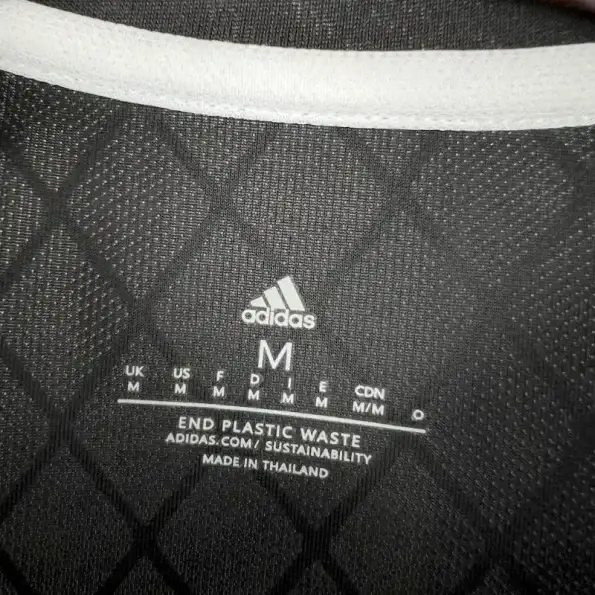 adidas
M
UK US F D I E CDN O
M M M M M M M/M
END PLASTIC WASTE
ADIDAS.COM/ SUSTAINABILITY
MADE IN THAILAND